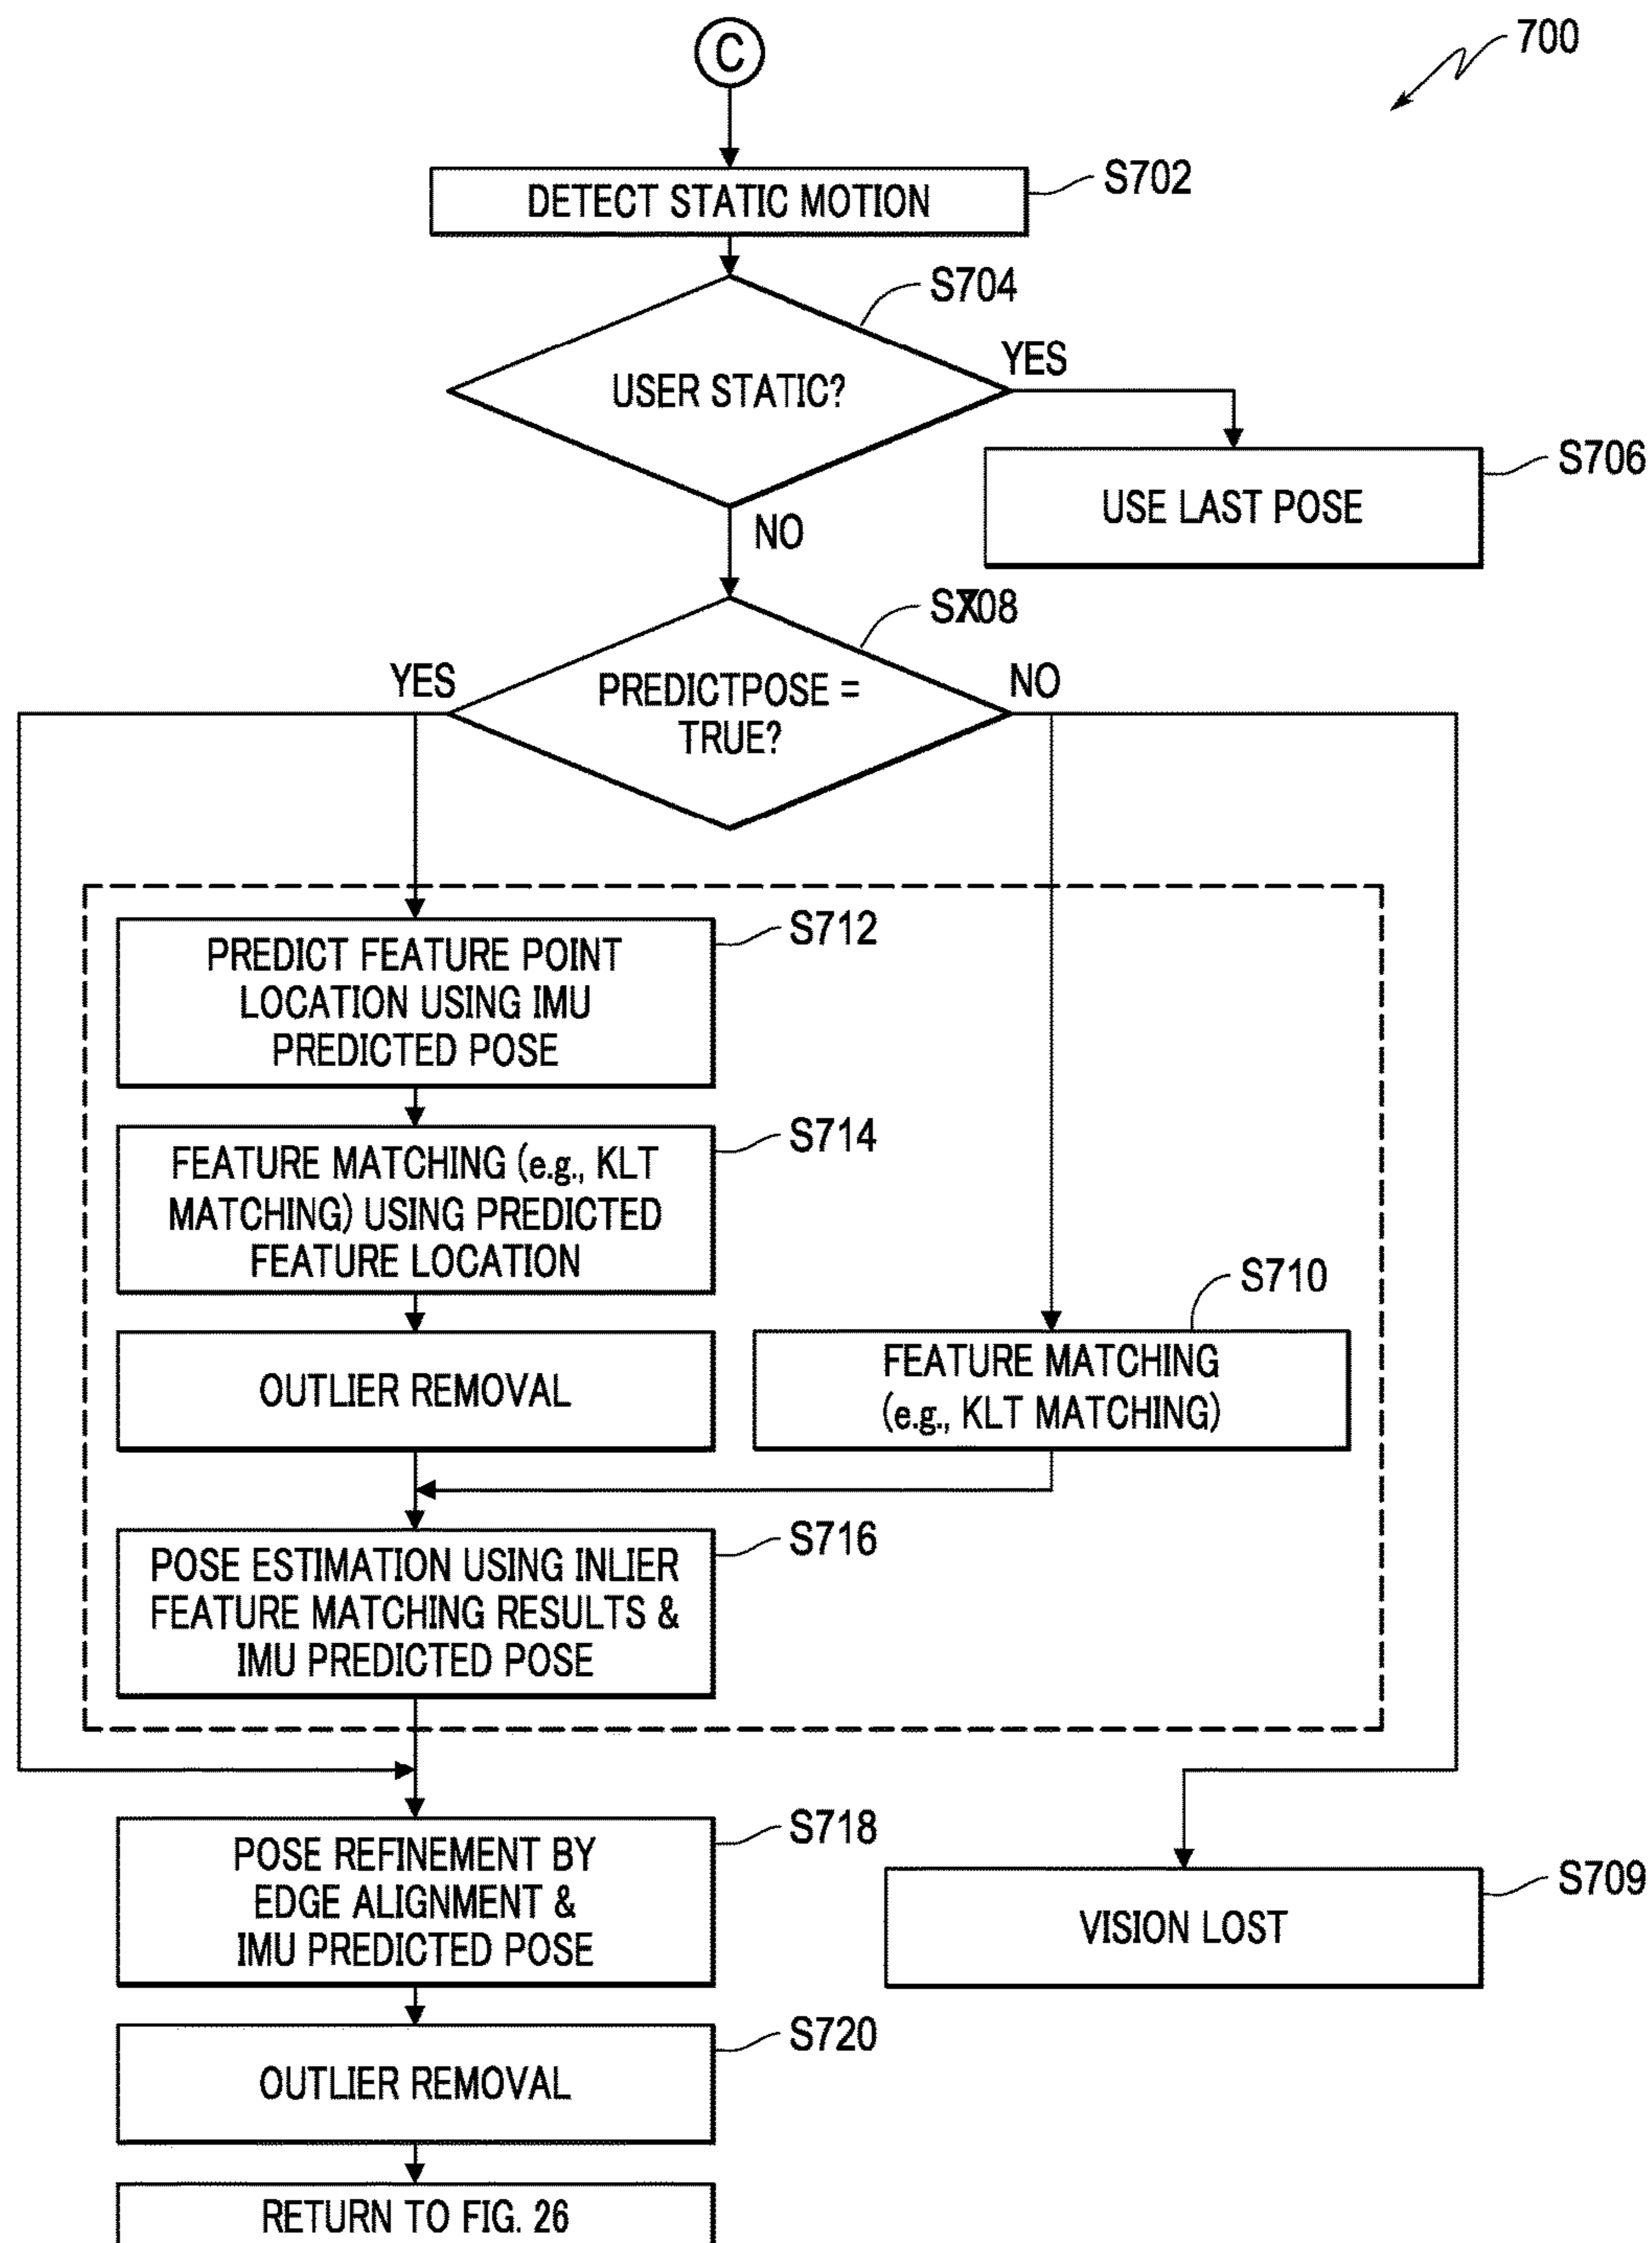 C
700
DETECT STATIC MOTION
S702
S704
USER STATIC?
YES
S706
USE LAST POSE
NO
S708
YES
PREDICTPOSE =
TRUE?
NO
S712
PREDICT FEATURE POINT
LOCATION USING IMU
PREDICTED POSE
S714
FEATURE MATCHING (e.g., KLT
MATCHING) USING PREDICTED
FEATURE LOCATION
OUTLIER REMOVAL
S710
FEATURE MATCHING
(e.g., KLT MATCHING)
S716
POSE ESTIMATION USING INLIER
FEATURE MATCHING RESULTS &
IMU PREDICTED POSE
S718
POSE REFINEMENT BY
EDGE ALIGNMENT &
IMU PREDICTED POSE
S709
VISION LOST
S720
OUTLIER REMOVAL
RETURN TO FIG. 26